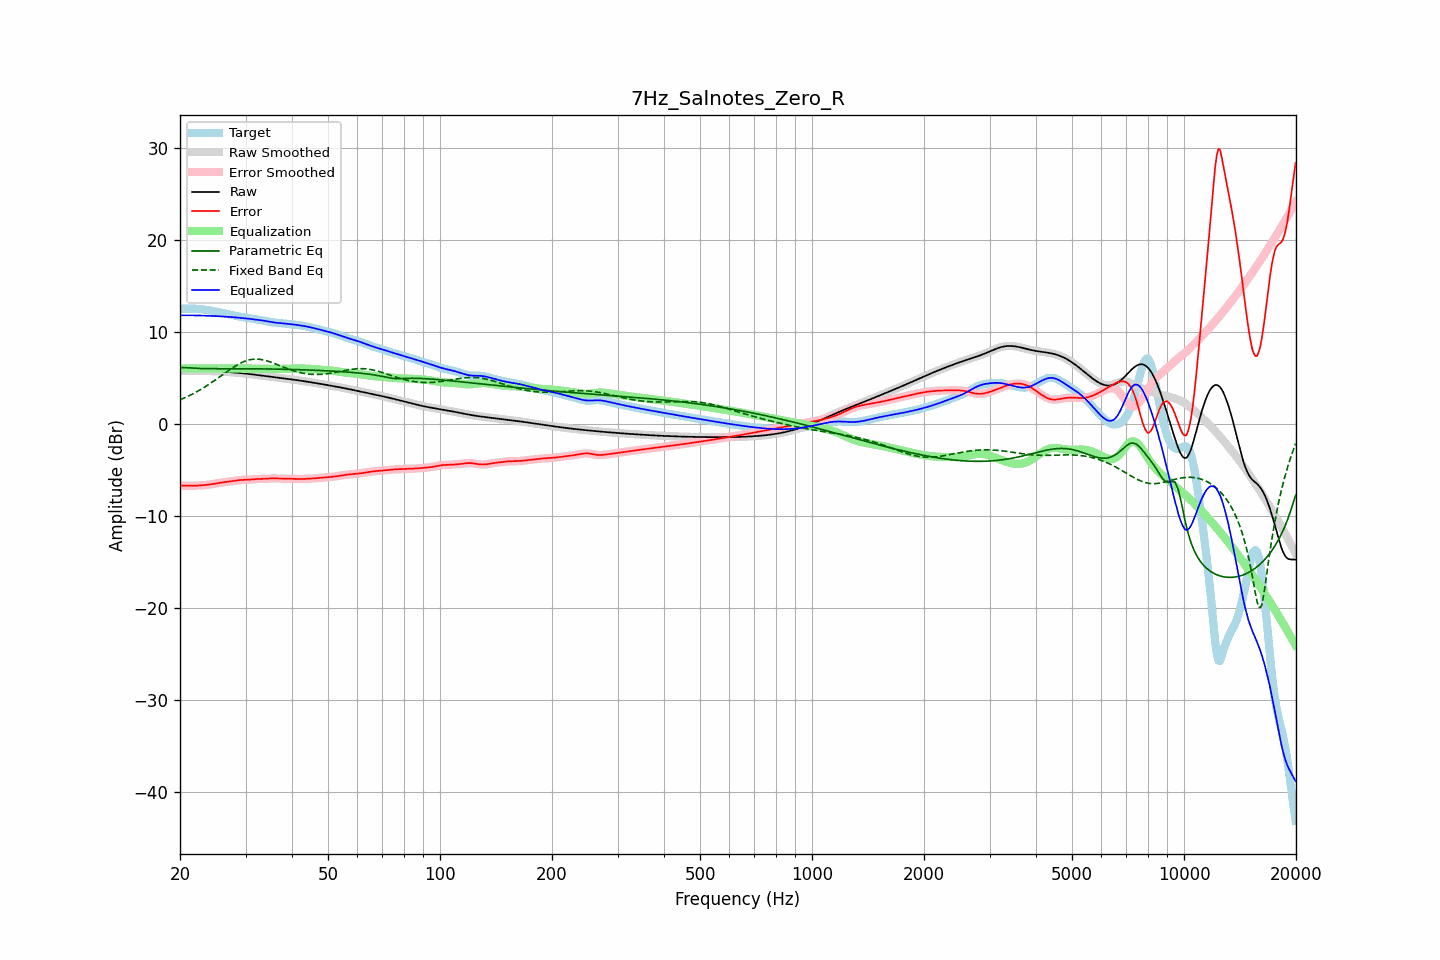 7Hz_Salnotes_Zero_R
Target
Raw Smoothed
Error Smoothed
Raw
Error
Equalization
Parametric Eq
Fixed Band Eq
Equalized
30
20
10
0
−10
−20
−30
−40
Amplitude (dBr)
20 50 100 200 500 1000 2000 5000 10000 20000
Frequency (Hz)